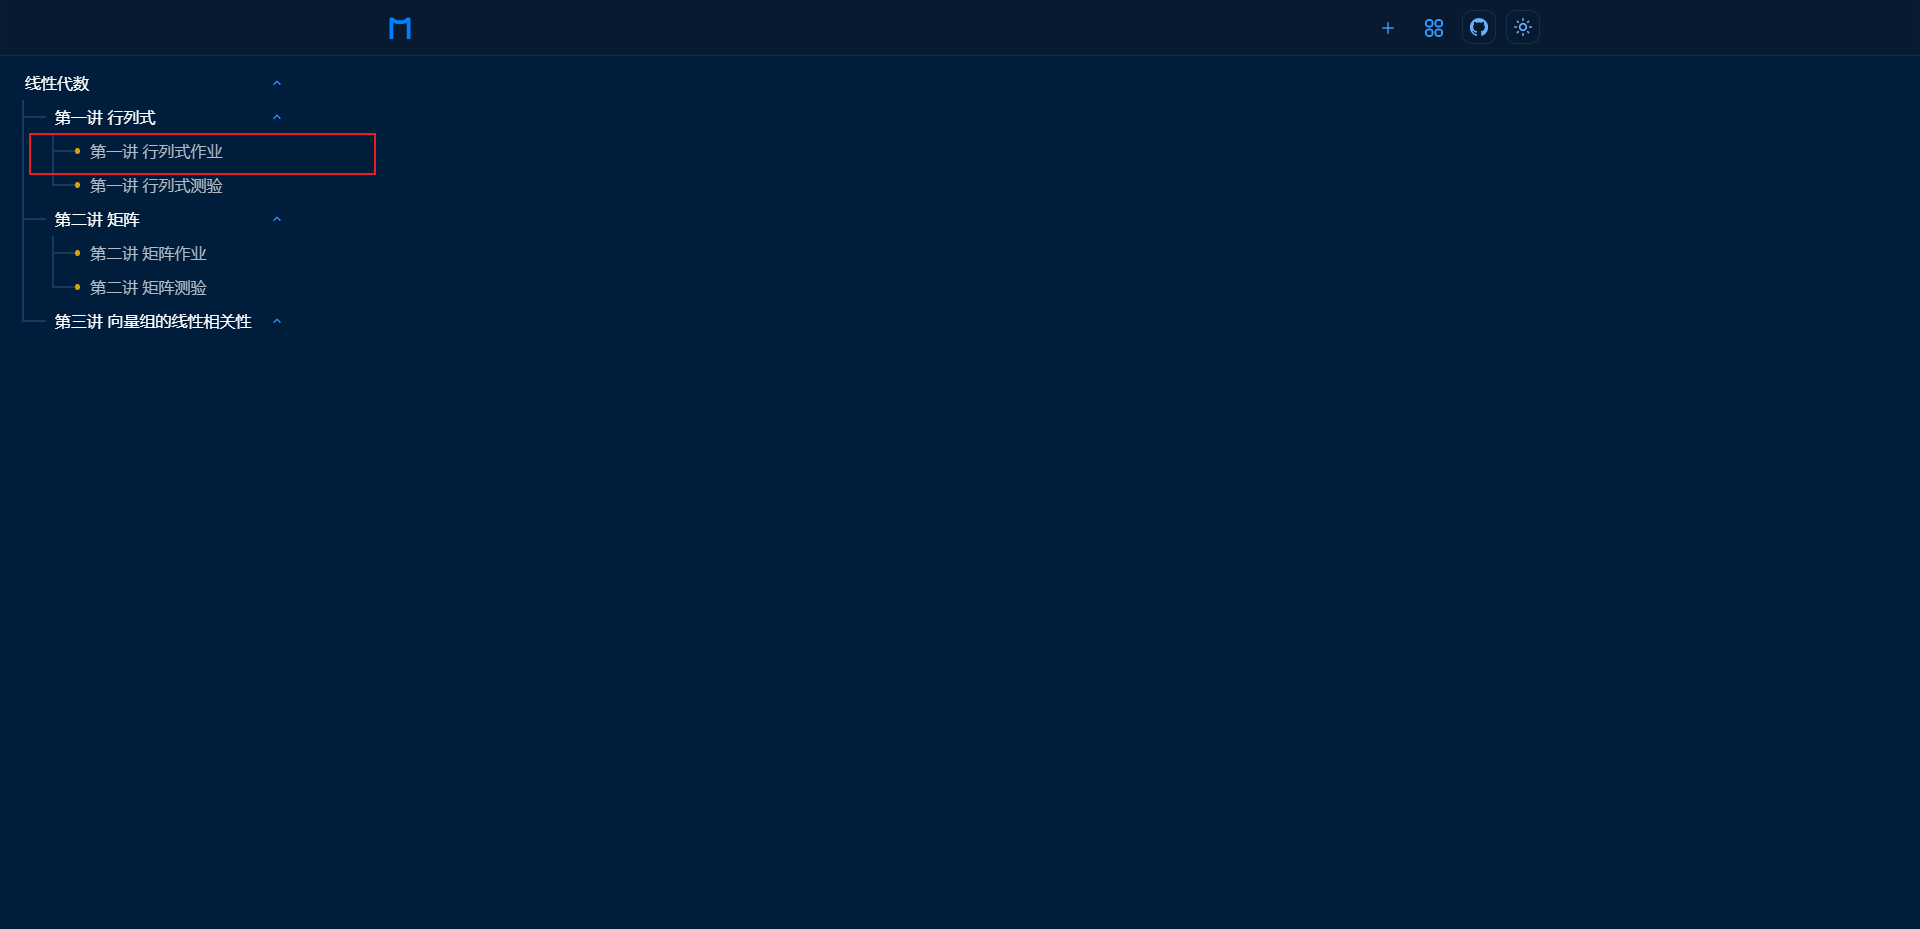 线性代数
第一讲 行列式
第一讲 行列式作业
第一讲 行列式测验
第二讲 矩阵
第二讲 矩阵作业
第二讲 矩阵测验
第三讲 向量组的线性相关性